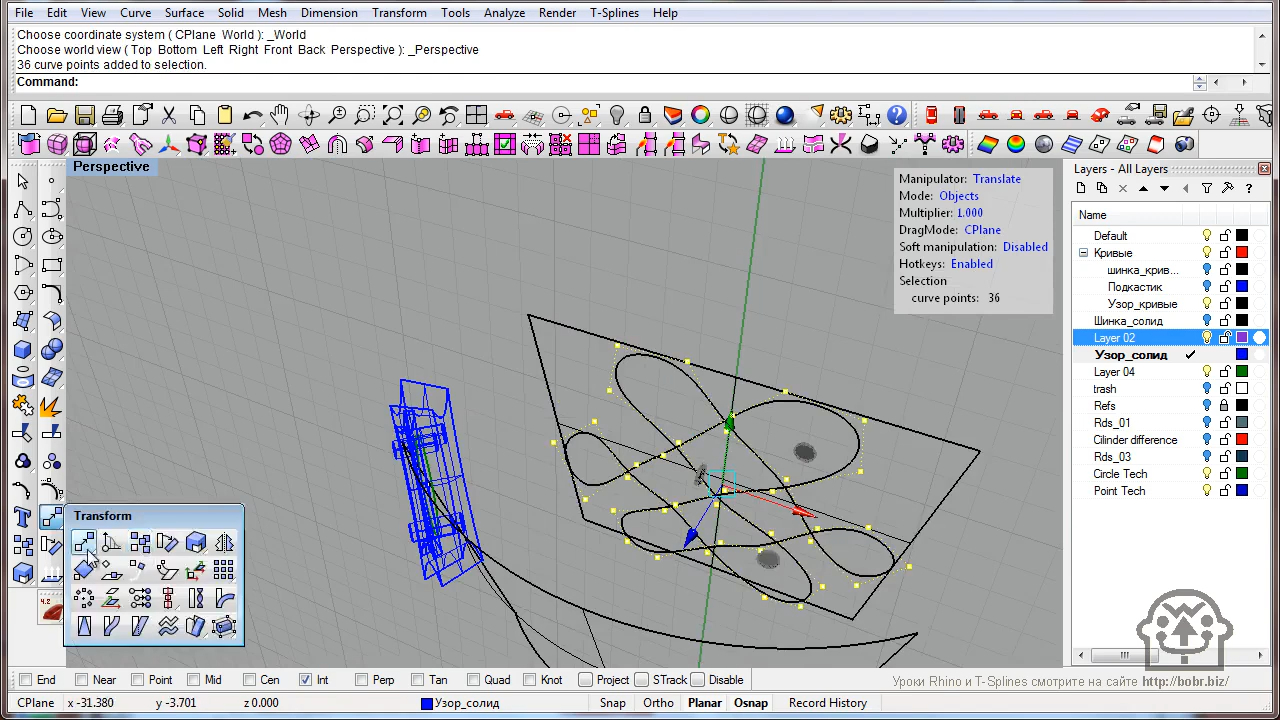 File Edit View Curve Surface Solid Mesh Dimension Transform Tools Analyze Render T-Splines Help
Choose coordinate system ( CPlane World ): _World
Choose world view ( Top Bottom Left Right Front Back Perspective ): _Perspective
36 curve points added to selection.
Command:
Perspective
Manipulator: Translate
Mode: Objects
Multiplier: 1.000
DragMode: CPlane
Soft manipulation: Disabled
Hotkeys: Enabled
Selection
curve points: 36
Layers - All Layers
Name
Default
Кривые
шинка_крив...
Подкастик
Узор_кривые
Шинка_солид
Layer 02
Узор_солид
Layer 04
trash
Refs
Rds_01
Cilinder difference
Rds_03
Circle Tech
Point Tech
Transform
End Near Point Mid Cen Int Perp Tan Quad Knot Project STrack Disable
Уроки Rhino и T-Splines смотрите на сайте http://bobr.biz/
CPlane x -31.380 y -3.701 z 0.000 Узор_солид Snap Ortho Planar Osnap Record History